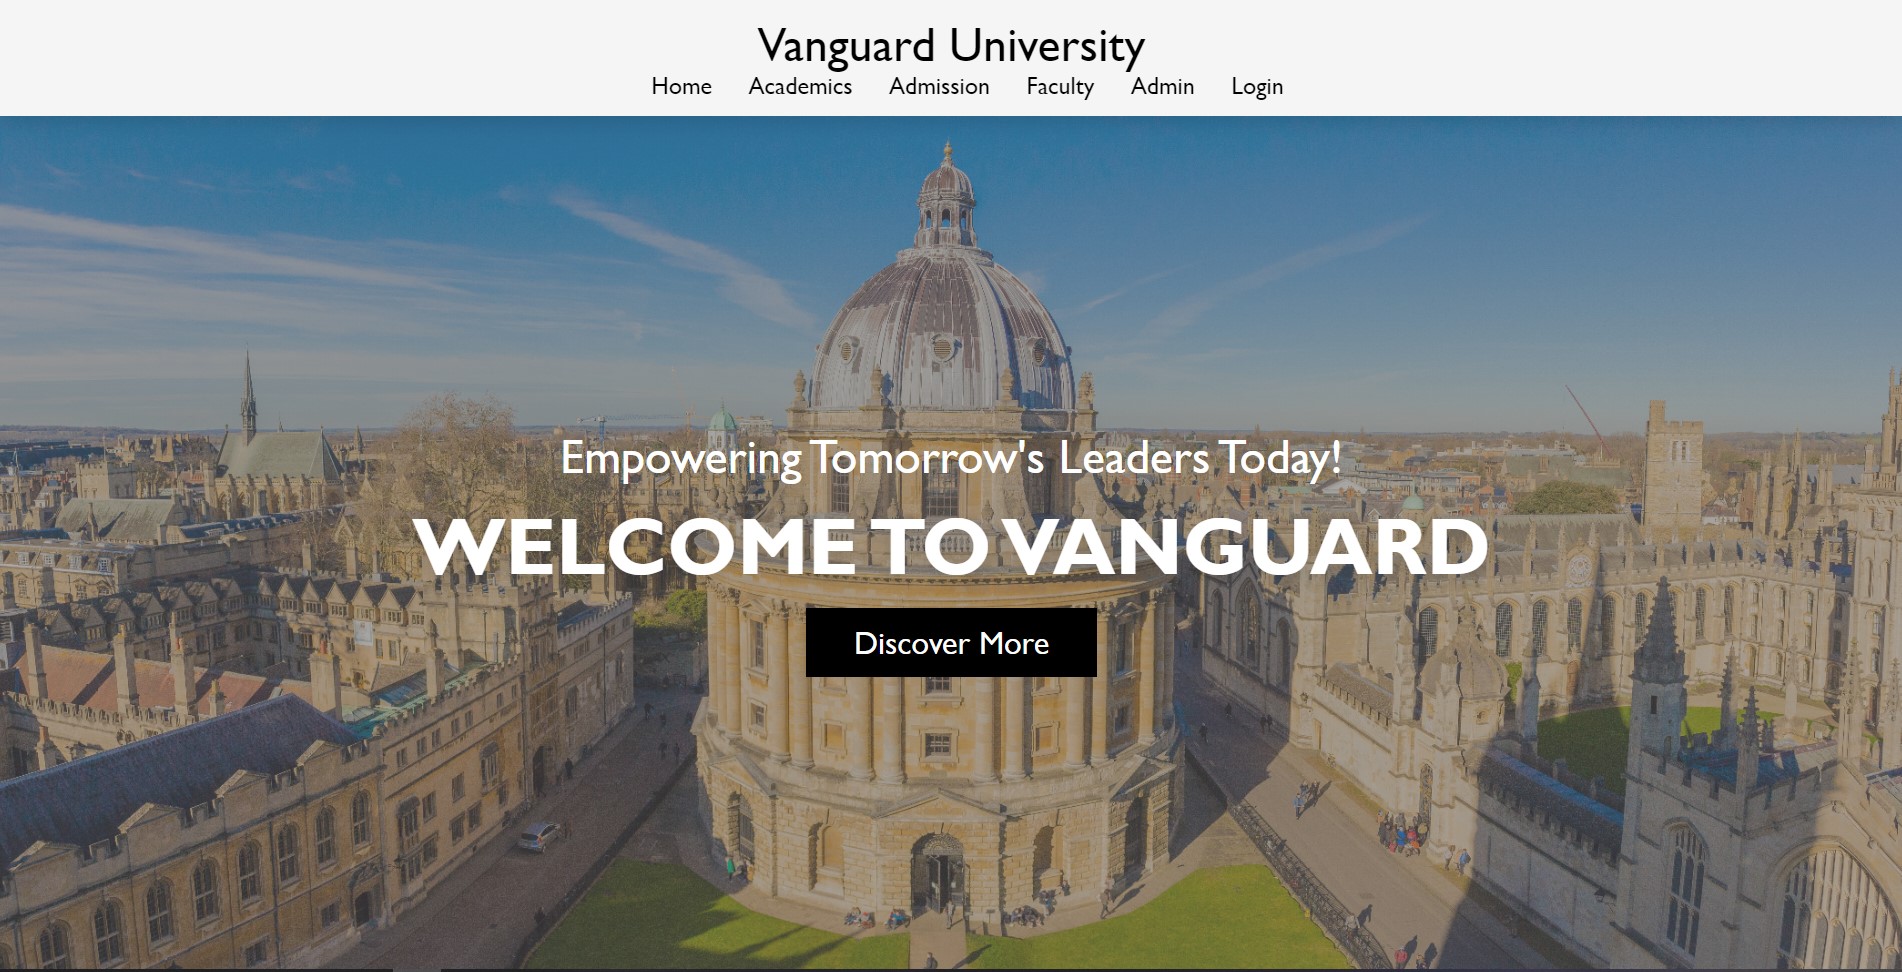 Vanguard University
Home Academics Admission Faculty Admin Login
Empowering Tomorrow's Leaders Today!
WELCOME TO VANGUARD
Discover More